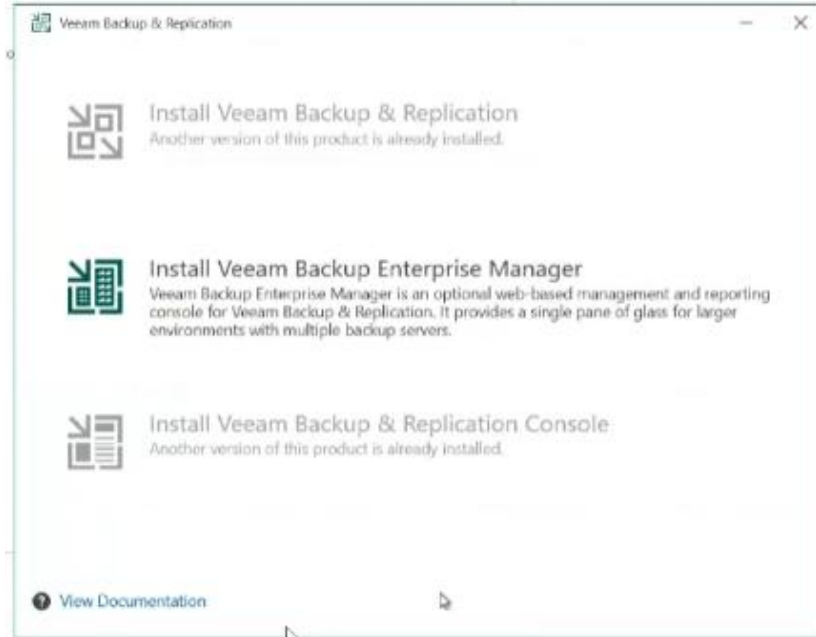 Veeam Backup & Replication
Install Veeam Backup & Replication
Another version of this product is already installed.
Install Veeam Backup Enterprise Manager
Veeam Backup Enterprise Manager is an optional web-based management and reporting
console for Veeam Backup & Replication. It provides a single pane of glass for larger
environments with multiple backup servers.
Install Veeam Backup & Replication Console
Another version of this product is already installed.
View Documentation